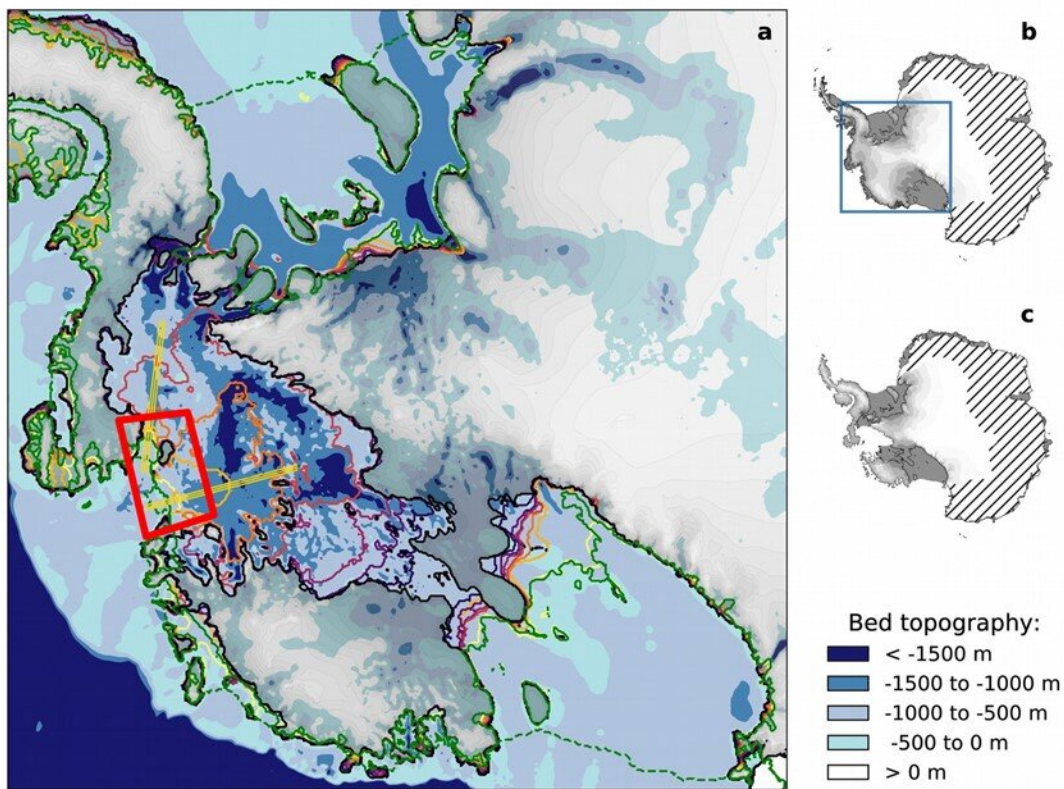 a
b
c
Bed topography:
< -1500 m
-1500 to -1000 m
-1000 to -500 m
-500 to 0 m
> 0 m